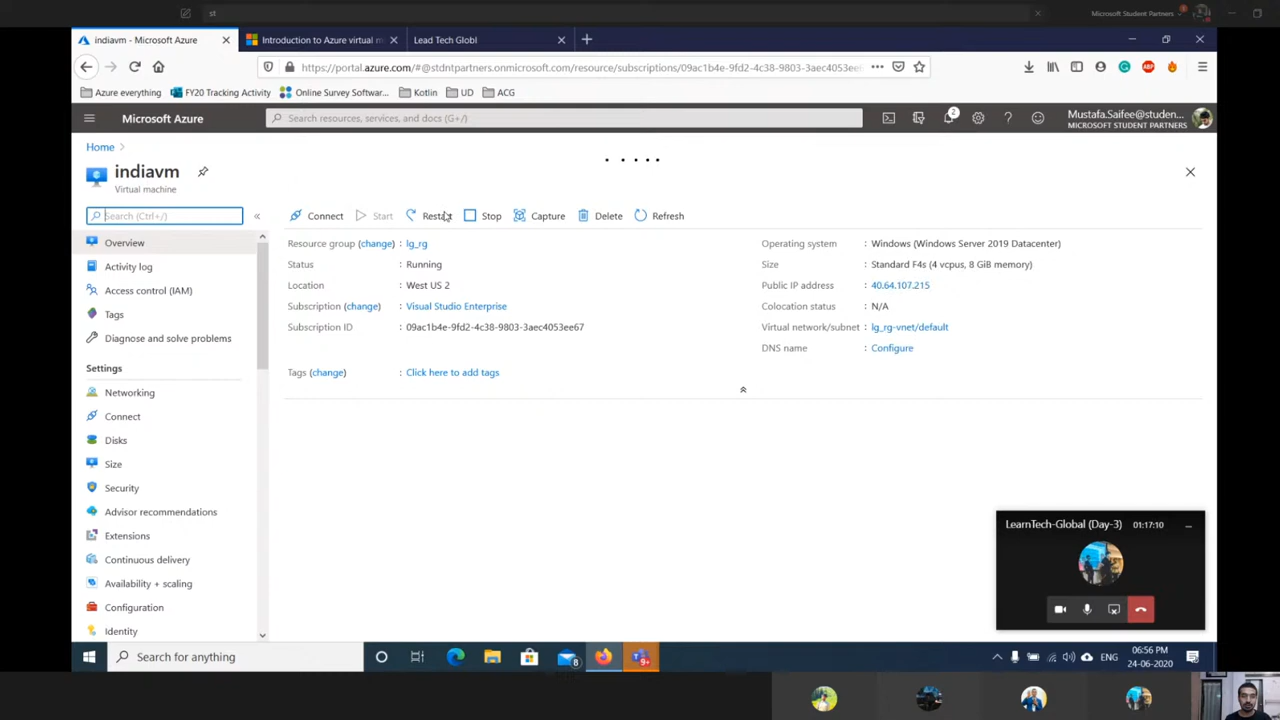 st
Microsoft Student Partners
indiavm - Microsoft Azure
Introduction to Azure virtual m
Lead Tech Globl
https://portal.azure.com/#@stdntpartners.onmicrosoft.com/resource/subscriptions/09ac1b4e-9fd2-4c38-9803-3aec4053ee
Azure everything
FY20 Tracking Activity
Online Survey Softwar...
Kotlin
UD
ACG
Microsoft Azure
Search resources, services, and docs (G+/)
2
Mustafa.Saifee@studen...
MICROSOFT STUDENT PARTNERS
Home
indiavm
Virtual machine
Search (Ctrl+/)
Connect
Start
Restart
Stop
Capture
Delete
Refresh
Overview
Activity log
Access control (IAM)
Tags
Diagnose and solve problems
Settings
Networking
Connect
Disks
Size
Security
Advisor recommendations
Extensions
Continuous delivery
Availability + scaling
Configuration
Identity
Resource group (change) : lg_rg
Status : Running
Location : West US 2
Subscription (change) : Visual Studio Enterprise
Subscription ID : 09ac1b4e-9fd2-4c38-9803-3aec4053ee67
Tags (change) : Click here to add tags
Operating system : Windows (Windows Server 2019 Datacenter)
Size : Standard F4s (4 vcpus, 8 GiB memory)
Public IP address : 40.64.107.215
Colocation status : N/A
Virtual network/subnet : lg_rg-vnet/default
DNS name : Configure
LearnTech-Global (Day-3) 01:17:10
Search for anything
8
9+
ENG
06:56 PM
24-06-2020